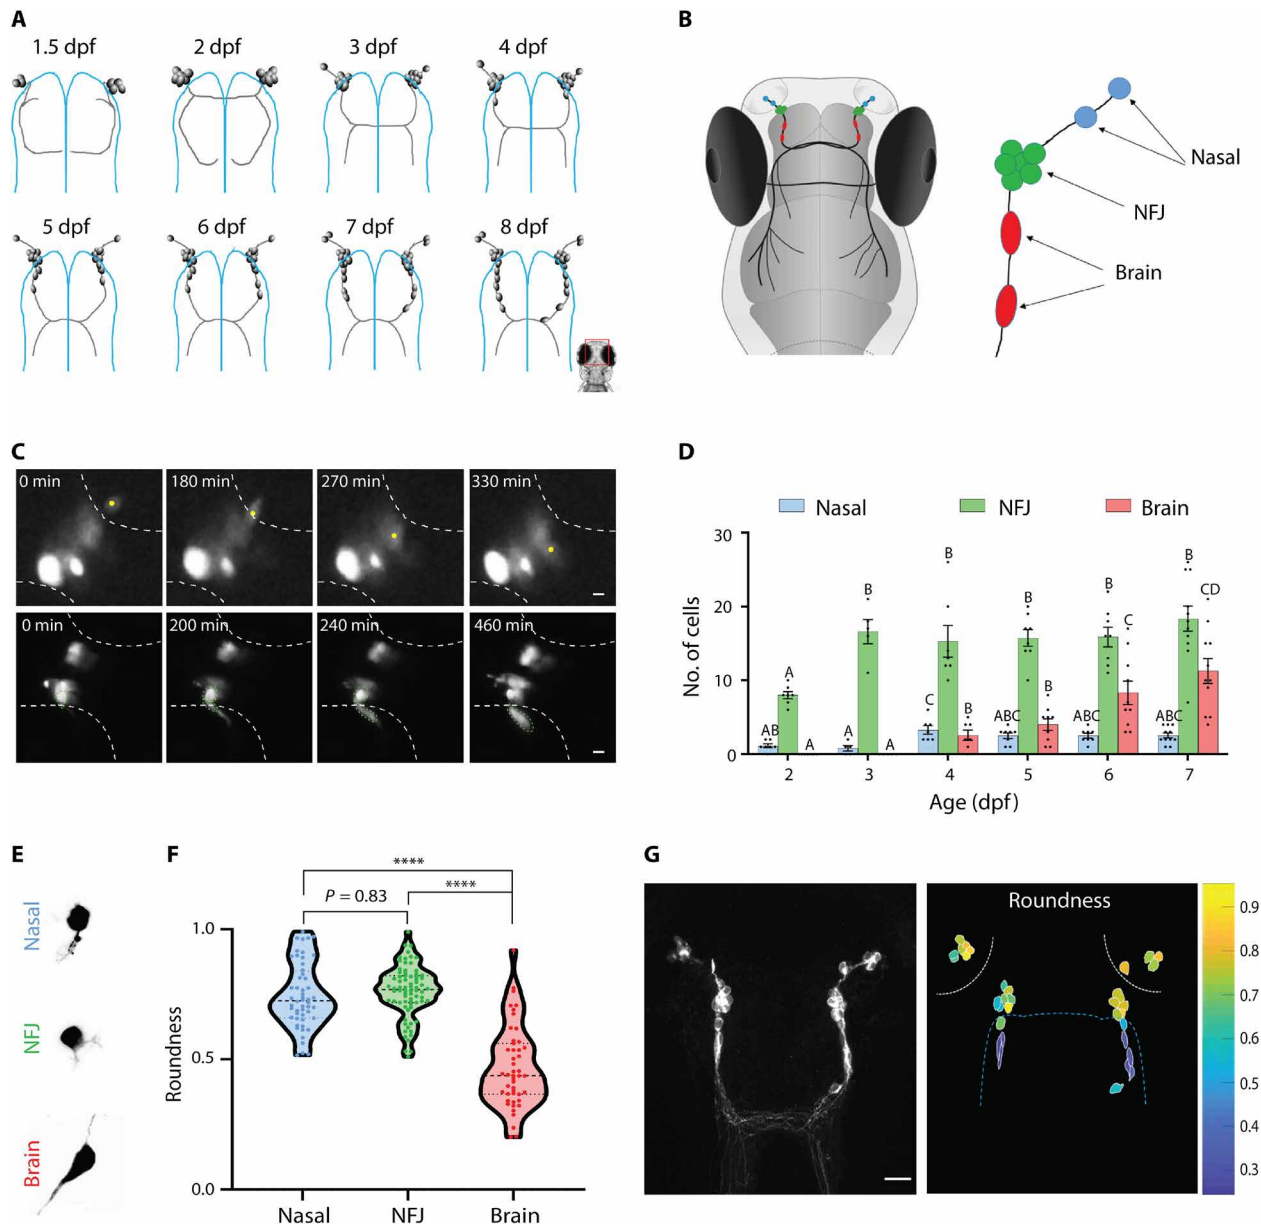 A
1.5 dpf 2 dpf 3 dpf 4 dpf
5 dpf 6 dpf 7 dpf 8 dpf
B
Nasal
NFJ
Brain
C
0 min 180 min 270 min 330 min
0 min 200 min 240 min 460 min
D
Nasal NFJ Brain
No. of cells
30
20
10
0
AB A A
A B A
C B B
ABC B B
ABC B C
ABC B CD
2 3 4 5 6 7
Age (dpf)
E
Nasal
NFJ
Brain
F
****
P = 0.83 ****
Roundness
1.0
0.5
0.0
Nasal NFJ Brain
G
Roundness
0.9
0.8
0.7
0.6
0.5
0.4
0.3